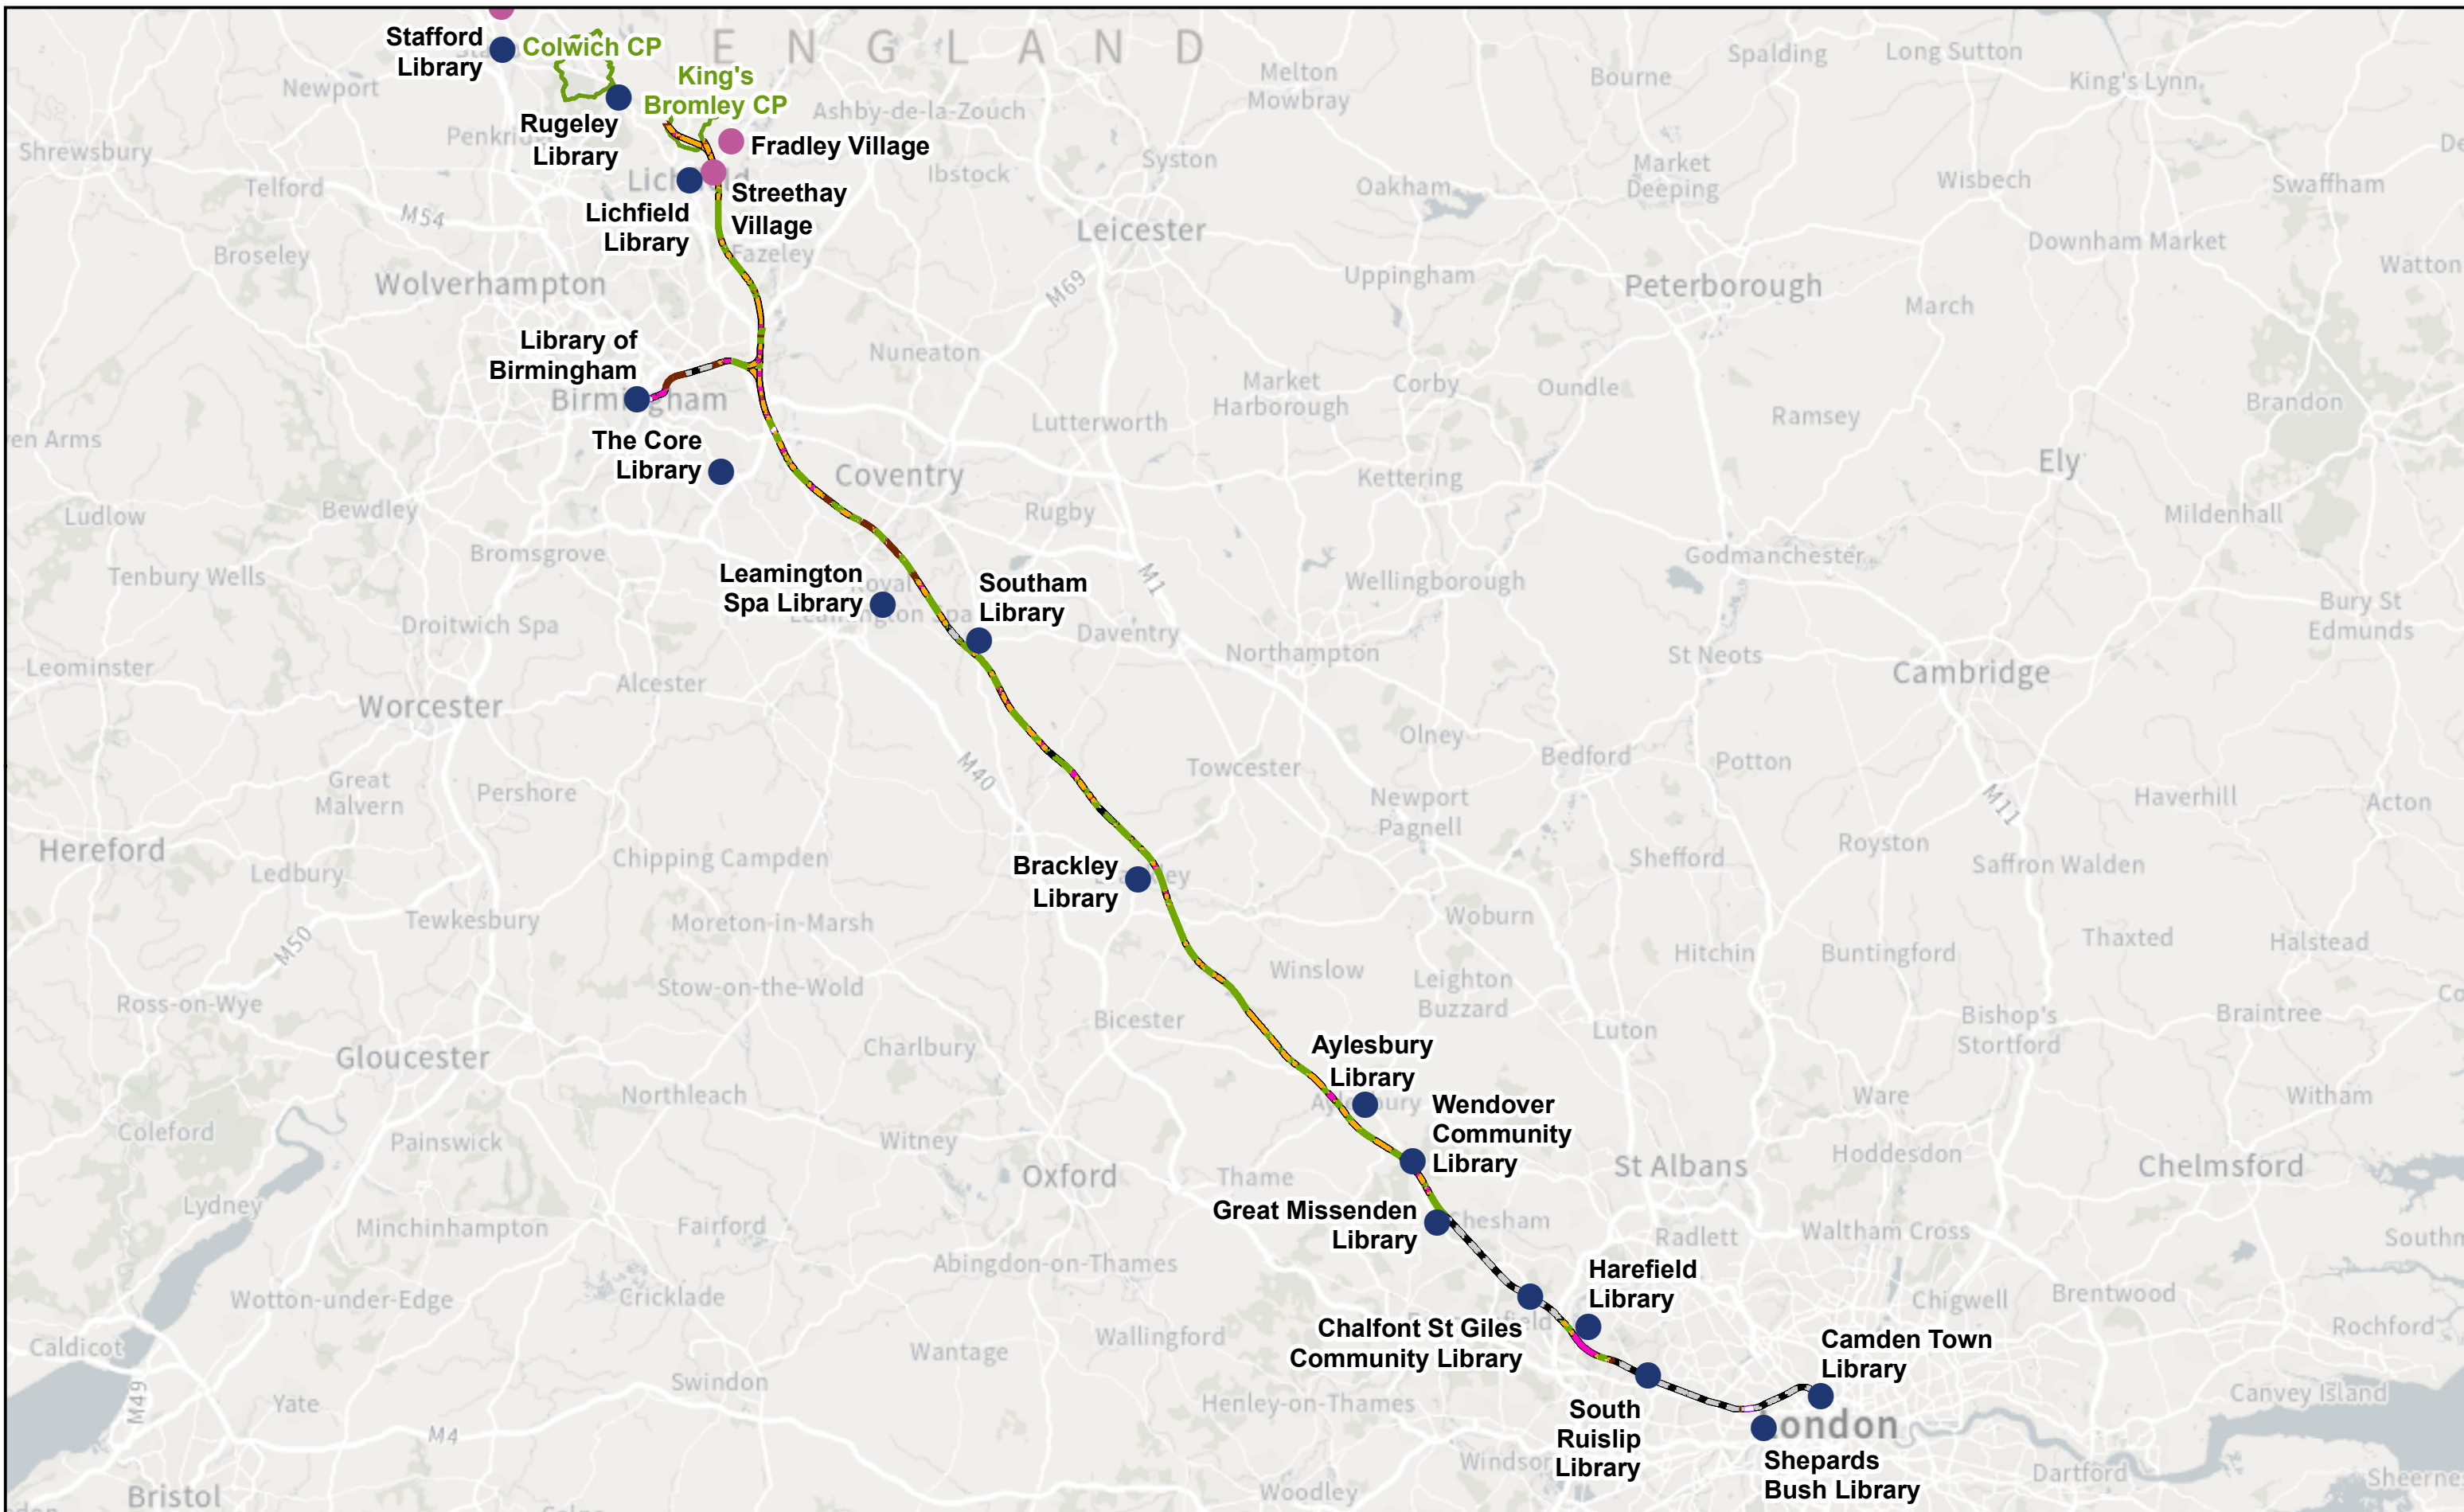 Stafford
Library
Colwich CP
King's
Bromley CP
Rugeley
Library
Fradley Village
Streethay
Village
Lichfield
Library
Library of
Birmingham
The Core
Library
Leamington
Spa Library
Southam
Library
Brackley
Library
Aylesbury
Library
Wendover
Community
Library
Great Missenden
Library
Harefield
Library
Chalfont St Giles
Community Library
Camden Town
Library
South
Ruislip
Library
Shepards
Bush Library
ENGLAND
Newport
Shrewsbury
Telford
M54
Broseley
Wolverhampton
Fazeley
Ashby-de-la-Zouch
Ibstock
Melton
Mowbray
Syston
Leicester
M69
Oakham
Uppingham
Bourne
Spalding
Long Sutton
King's Lynn
Market
Deeping
Wisbech
Swaffham
Downham Market
Watton
Peterborough
March
Nuneaton
Lutterworth
Market
Harborough
Corby
Oundle
Ramsey
Brandon
Ely
Mildenhall
Birmingham
Coventry
Rugby
Kettering
Ludlow
Bewdley
Bromsgrove
Tenbury Wells
Droitwich Spa
Leominster
Alcester
Worcester
Daventry
M1
Northampton
Wellingborough
Godmanchester
St Neots
Cambridge
Bury St
Edmunds
Great
Malvern
Pershore
M40
Towcester
Olney
Bedford
Potton
Newport
Pagnell
M11
Haverhill
Acton
Hereford
Ledbury
Chipping Campden
Shefford
Royston
Saffron Walden
M50
Tewkesbury
Moreton-in-Marsh
Woburn
Hitchin
Buntingford
Thaxted
Halstead
Ross-on-Wye
Stow-on-the-Wold
Winslow
Leighton
Buzzard
Bicester
Luton
Bishop's
Stortford
Braintree
Gloucester
Charlbury
Northleach
Ware
Witham
Coleford
Painswick
Witney
Oxford
Thame
St Albans
Hoddesdon
Chelmsford
Lydney
Minchinhampton
Fairford
Chesham
Radlett
Waltham Cross
Abingdon-on-Thames
Wotton-under-Edge
Cricklade
Chigwell
Brentwood
Caldicot
Wantage
Wallingford
Rochford
M49
Yate
Swindon
Henley-on-Thames
Canvey Island
M4
London
Windsor
Dartford
Bristol
Woodley